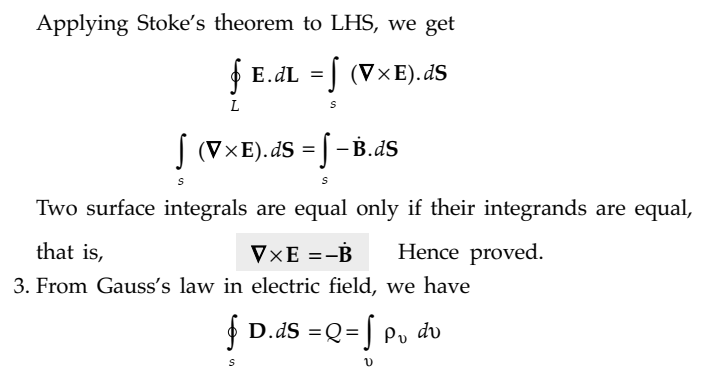 Applying Stoke's theorem to LHS, we get
∮_L E.dL = ∫_s (∇×E).dS
∫_s (∇×E).dS = ∫_s −Ḃ.dS
Two surface integrals are equal only if their integrands are equal,
that is, ∇×E = −Ḃ Hence proved.
3. From Gauss's law in electric field, we have
∮_s D.dS = Q = ∫_υ ρ_υ dυ